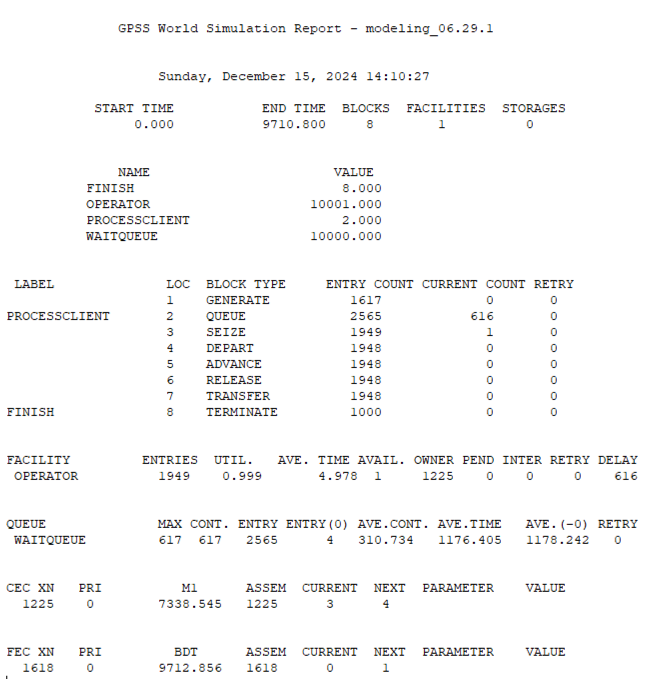 GPSS World Simulation Report - modeling_06.29.1
Sunday, December 15, 2024 14:10:27
START TIME END TIME BLOCKS FACILITIES STORAGES
0.000 9710.800 8 1 0
NAME VALUE
FINISH 8.000
OPERATOR 10001.000
PROCESSCLIENT 2.000
WAITQUEUE 10000.000
LABEL LOC BLOCK TYPE ENTRY COUNT CURRENT COUNT RETRY
1 GENERATE 1617 0 0
PROCESSCLIENT 2 QUEUE 2565 616 0
3 SEIZE 1949 1 0
4 DEPART 1948 0 0
5 ADVANCE 1948 0 0
6 RELEASE 1948 0 0
7 TRANSFER 1948 0 0
FINISH 8 TERMINATE 1000 0 0
FACILITY ENTRIES UTIL. AVE. TIME AVAIL. OWNER PEND INTER RETRY DELAY
OPERATOR 1949 0.999 4.978 1 1225 0 0 0 616
QUEUE MAX CONT. ENTRY ENTRY(0) AVE.CONT. AVE.TIME AVE.(-0) RETRY
WAITQUEUE 617 617 2565 4 310.734 1176.405 1178.242 0
CEC XN PRI M1 ASSEM CURRENT NEXT PARAMETER VALUE
1225 0 7338.545 1225 3 4
FEC XN PRI BDT ASSEM CURRENT NEXT PARAMETER VALUE
1618 0 9712.856 1618 0 1